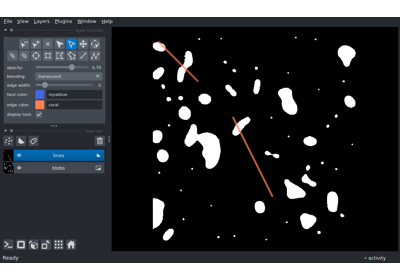 File View Layers Plugins Window Help
opacity: 0.70
blending: translucent
edge width: 5
face color: royalblue
edge color: coral
display text:
lines
blobs
Ready
activity